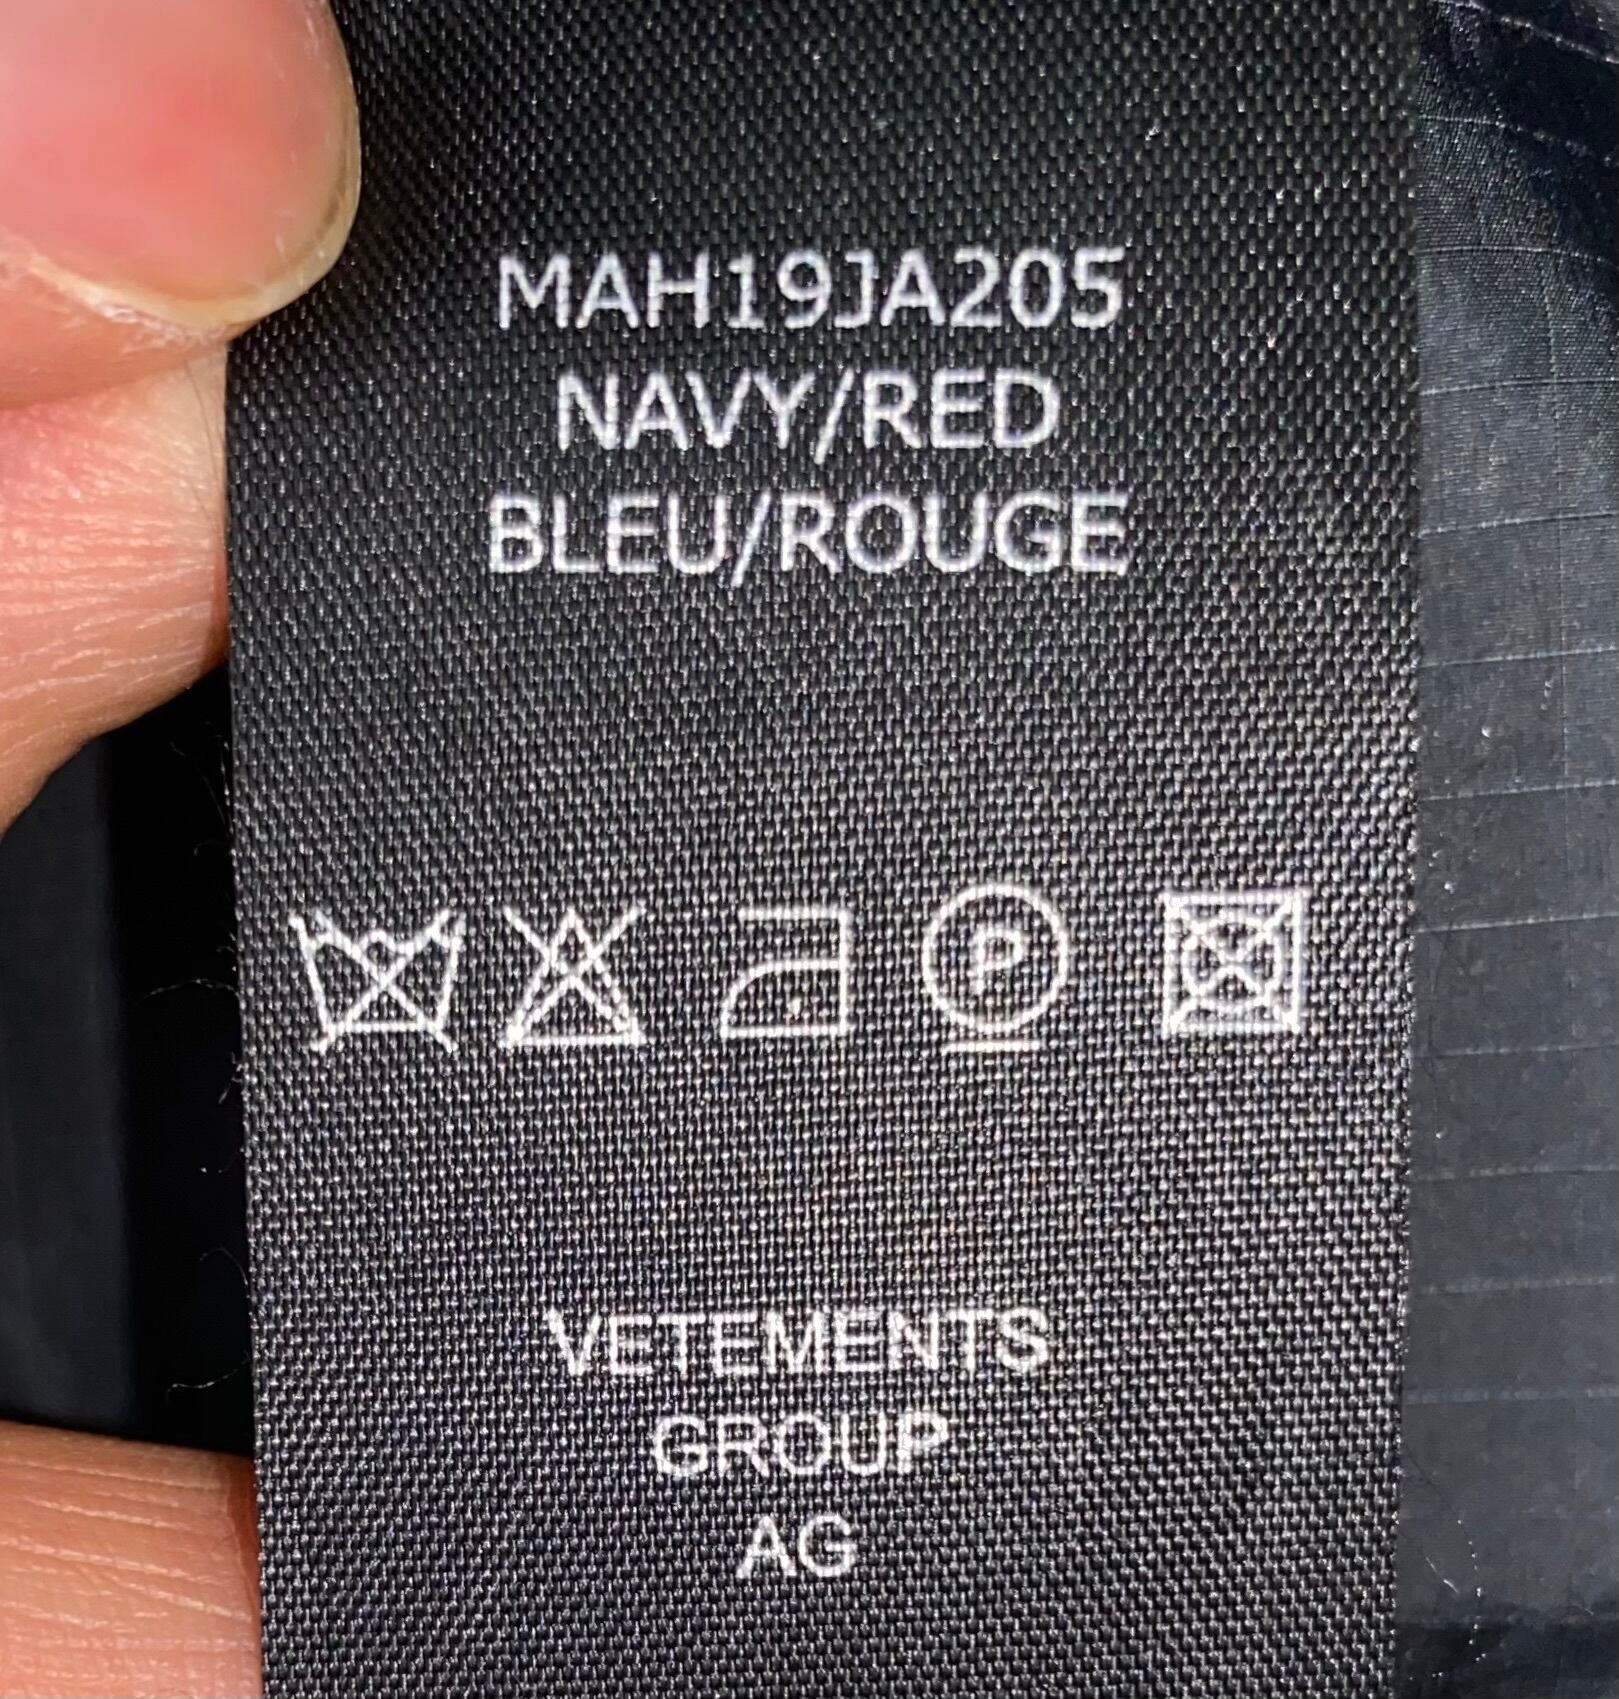 MAH19JA205
NAVY/RED
BLEU/ROUGE
P
VETEMENTS
GROUP
AG